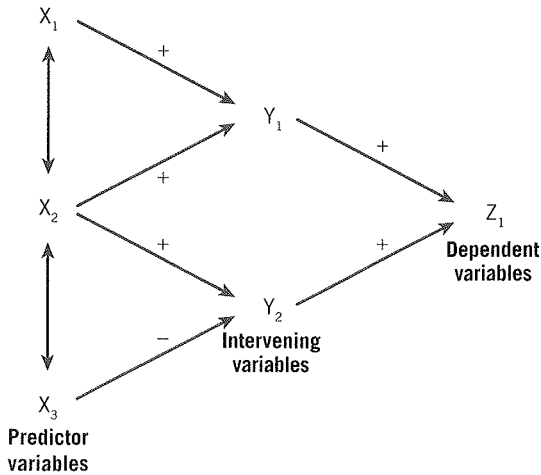 X₁
+
Y₁
+
+
X₂
Z₁
+
+
Dependent
variables
Y₂
−
Intervening
variables
X₃
Predictor
variables